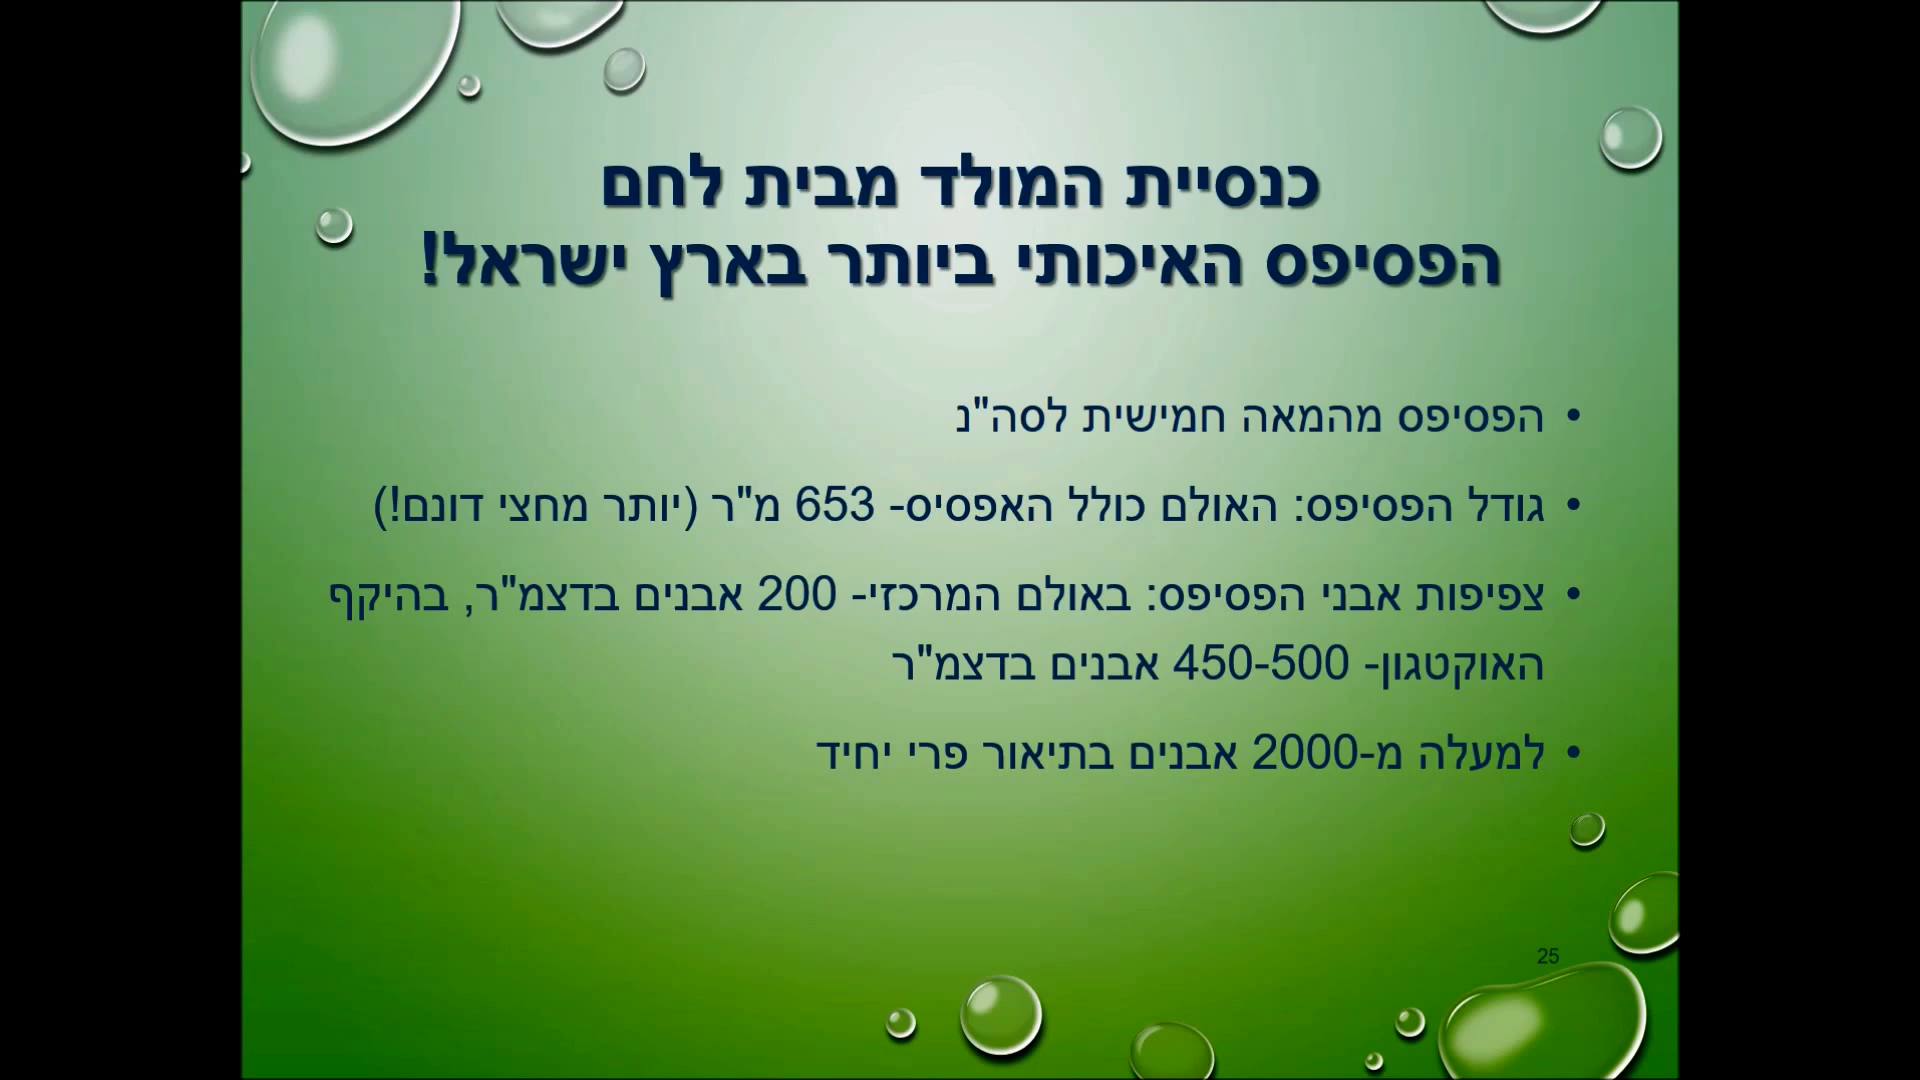 כנסיית המולד מבית לחם
הפסיפס האיכותי ביותר בארץ ישראל!
• הפסיפס מהמאה חמישית לסה"נ
• גודל הפסיפס: האולם כולל האפסיס- 653 מ"ר (יותר מחצי דונם!)
• צפיפות אבני הפסיפס: באולם המרכזי- 200 אבנים בדצמ"ר, בהיקף
האוקטגון- 450-500 אבנים בדצמ"ר
• למעלה מ-2000 אבנים בתיאור פרי יחיד
25